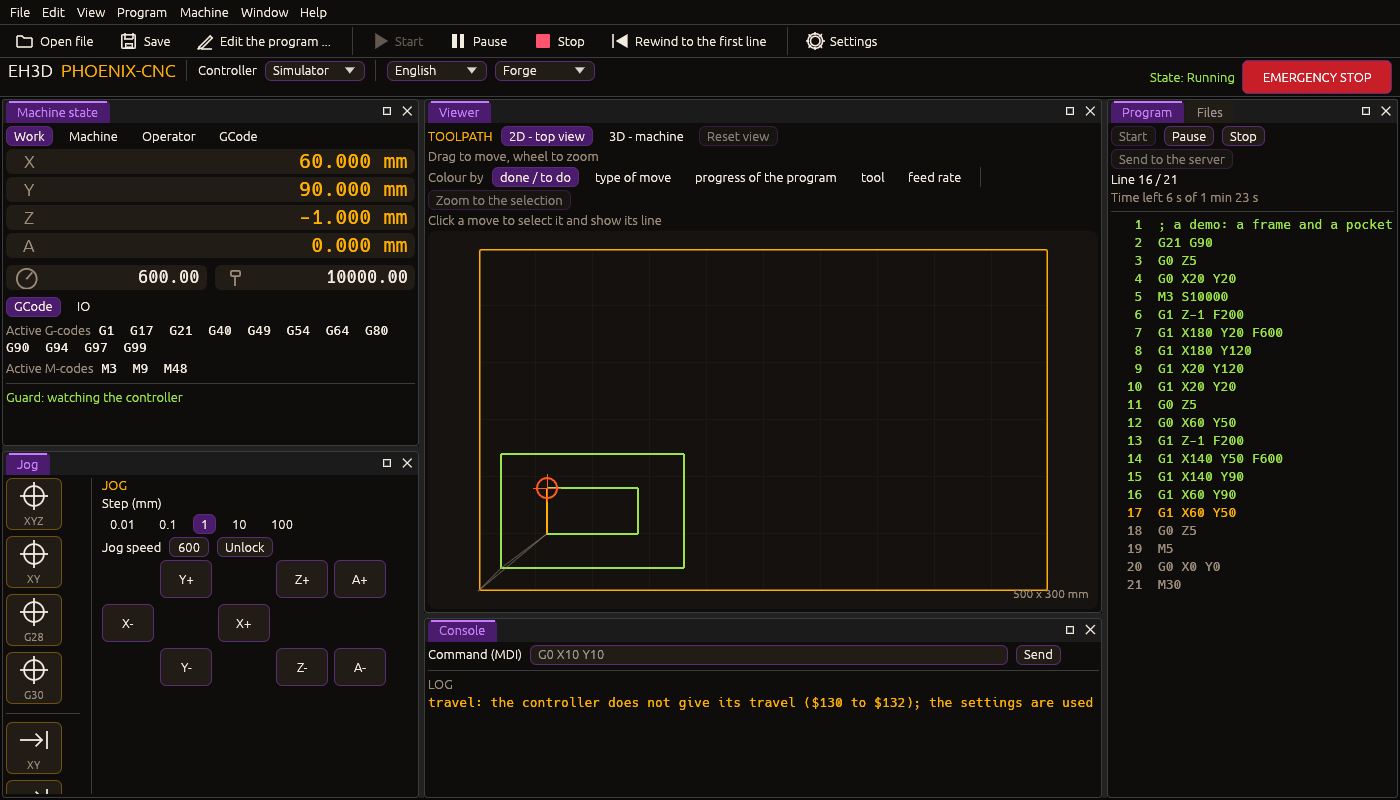 File Edit View Program Machine Window Help
Open file Save Edit the program ... Start Pause Stop Rewind to the first line Settings
EH3D PHOENIX-CNC Controller Simulator English Forge State: Running EMERGENCY STOP
Machine state
Work Machine Operator GCode
X 60.000 mm
Y 90.000 mm
Z -1.000 mm
A 0.000 mm
600.00 10000.00
GCode IO
Active G-codes G1 G17 G21 G40 G49 G54 G64 G80
G90 G94 G97 G99
Active M-codes M3 M9 M48
Guard: watching the controller
Jog
XYZ
XY
G28
G30
XY
JOG
Step (mm)
0.01 0.1 1 10 100
Jog speed 600 Unlock
Y+ Z+ A+
X- X+
Y- Z- A-
Viewer
TOOLPATH 2D - top view 3D - machine Reset view
Drag to move, wheel to zoom
Colour by done / to do type of move progress of the program tool feed rate
Zoom to the selection
Click a move to select it and show its line
500 x 300 mm
Console
Command (MDI) G0 X10 Y10 Send
LOG
travel: the controller does not give its travel ($130 to $132); the settings are used
Program Files
Start Pause Stop
Send to the server
Line 16 / 21
Time left 6 s of 1 min 23 s
1 ; a demo: a frame and a pocket
2 G21 G90
3 G0 Z5
4 G0 X20 Y20
5 M3 S10000
6 G1 Z-1 F200
7 G1 X180 Y20 F600
8 G1 X180 Y120
9 G1 X20 Y120
10 G1 X20 Y20
11 G0 Z5
12 G0 X60 Y50
13 G1 Z-1 F200
14 G1 X140 Y50 F600
15 G1 X140 Y90
16 G1 X60 Y90
17 G1 X60 Y50
18 G0 Z5
19 M5
20 G0 X0 Y0
21 M30